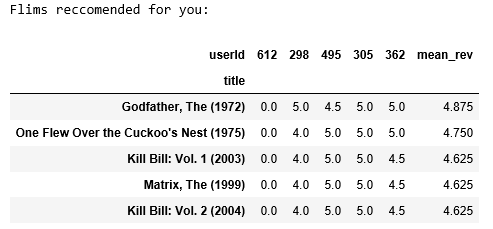 Flims reccomended for you:
userId 612 298 495 305 362 mean_rev
title
Godfather, The (1972) 0.0 5.0 4.5 5.0 5.0 4.875
One Flew Over the Cuckoo's Nest (1975) 0.0 4.0 5.0 5.0 5.0 4.750
Kill Bill: Vol. 1 (2003) 0.0 4.0 5.0 5.0 4.5 4.625
Matrix, The (1999) 0.0 4.0 5.0 5.0 4.5 4.625
Kill Bill: Vol. 2 (2004) 0.0 4.0 5.0 5.0 4.5 4.625